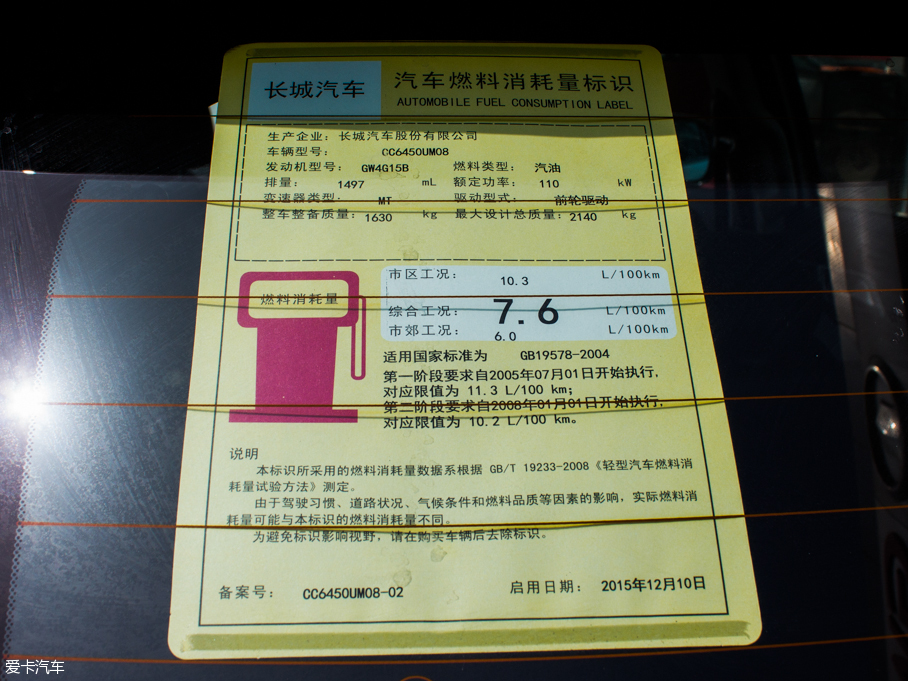 长城汽车
汽车燃料消耗量标识
AUTOMOBILE FUEL CONSUMPTION LABEL
生产企业：长城汽车股份有限公司
车辆型号： CC6450UM08
发动机型号： GW4G15B 燃料类型： 汽油
排量： 1497 mL 额定功率： 110 kW
变速器类型： MT 驱动型式： 前轮驱动
整车整备质量：1630 kg 最大设计总质量：2140 kg
燃料消耗量
市区工况： 10.3 L/100km
综合工况： 7.6 L/100km
市郊工况： 6.0 L/100km
适用国家标准为 GB19578-2004
第一阶段要求自2005年07月01日开始执行，
对应限值为 11.3 L/100 km；
第二阶段要求自2008年01月01日开始执行，
对应限值为 10.2 L/100 km。
说明
本标识所采用的燃料消耗量数据系根据 GB/T 19233-2008《轻型汽车燃料消
耗量试验方法》测定。
由于驾驶习惯、道路状况、气候条件和燃料品质等因素的影响，实际燃料消
耗量可能与本标识的燃料消耗量不同。
为避免标识影响视野，请在购买车辆后去除标识。
备案号： CC6450UM08-02 启用日期： 2015年12月10日
爱卡汽车